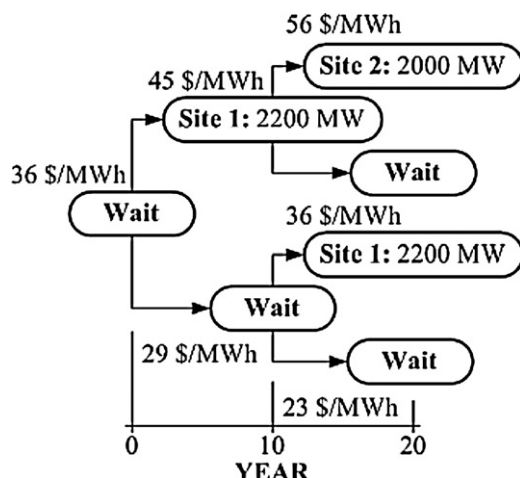 56 $/MWh
Site 2: 2000 MW
45 $/MWh
Site 1: 2200 MW
Wait
36 $/MWh
Wait
36 $/MWh
Site 1: 2200 MW
Wait
29 $/MWh
Wait
23 $/MWh
0 10 20
YEAR